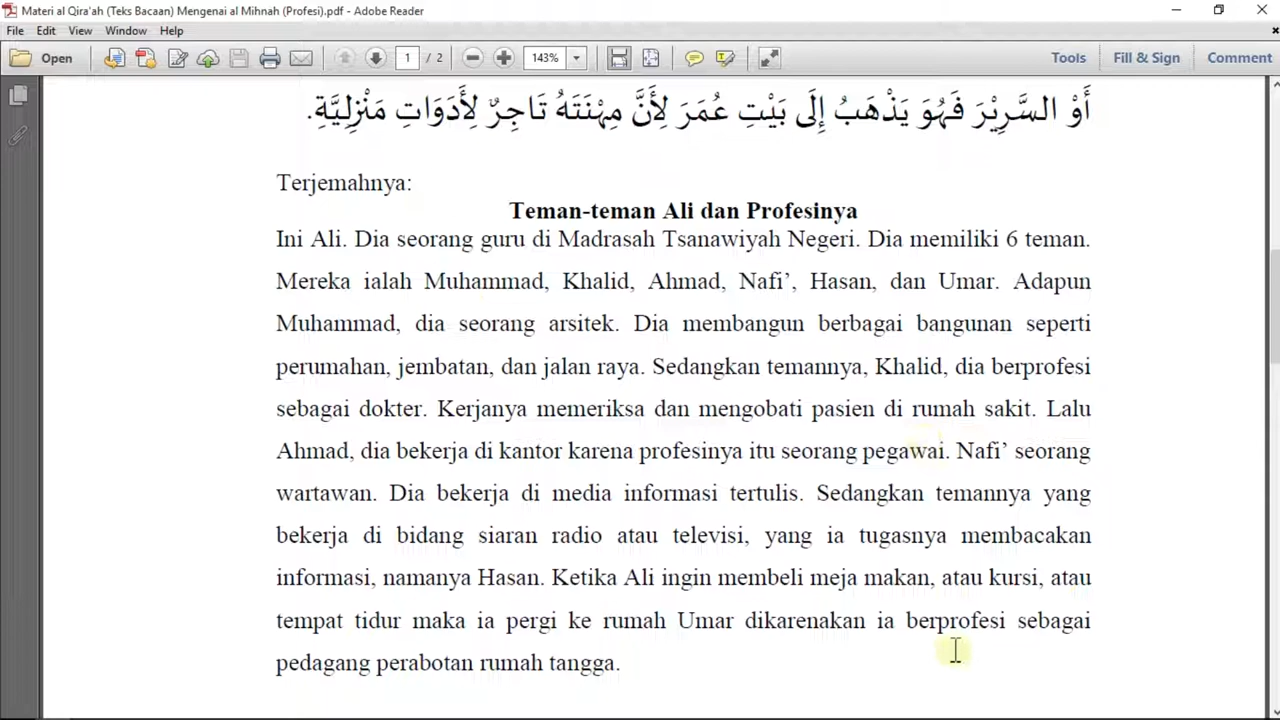 Materi al Qira'ah (Teks Bacaan) Mengenai al Mihnah (Profesi).pdf - Adobe Reader
File Edit View Window Help
Open 1 / 2 143% Tools Fill & Sign Comment
أَوْ السَّرِيْرَ فَهُوَ يَذْهَبُ إِلَى بَيْتِ عُمَرَ لِأَنَّ مِهْنَتَهُ تَاجِرٌ لِأَدَوَاتِ مَنْزِلِيَّةِ.
Terjemahnya:
Teman-teman Ali dan Profesinya
Ini Ali. Dia seorang guru di Madrasah Tsanawiyah Negeri. Dia memiliki 6 teman.
Mereka ialah Muhammad, Khalid, Ahmad, Nafi’, Hasan, dan Umar. Adapun
Muhammad, dia seorang arsitek. Dia membangun berbagai bangunan seperti
perumahan, jembatan, dan jalan raya. Sedangkan temannya, Khalid, dia berprofesi
sebagai dokter. Kerjanya memeriksa dan mengobati pasien di rumah sakit. Lalu
Ahmad, dia bekerja di kantor karena profesinya itu seorang pegawai. Nafi’ seorang
wartawan. Dia bekerja di media informasi tertulis. Sedangkan temannya yang
bekerja di bidang siaran radio atau televisi, yang ia tugasnya membacakan
informasi, namanya Hasan. Ketika Ali ingin membeli meja makan, atau kursi, atau
tempat tidur maka ia pergi ke rumah Umar dikarenakan ia berprofesi sebagai
pedagang perabotan rumah tangga.